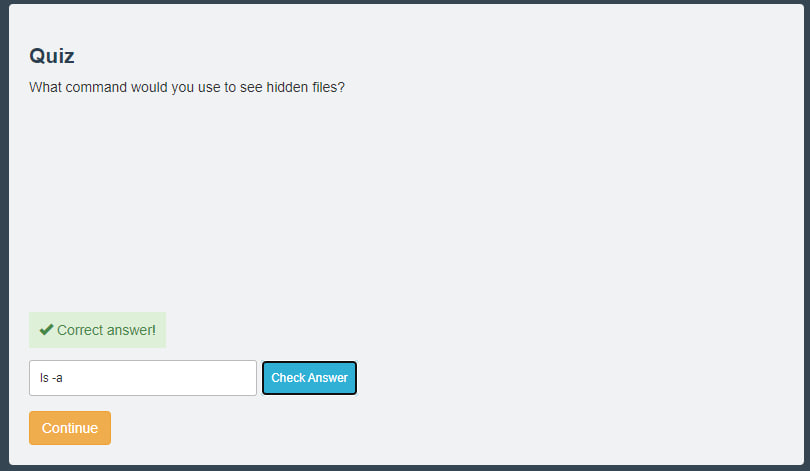 Quiz
What command would you use to see hidden files?
Correct answer!
ls -a
Check Answer
Continue